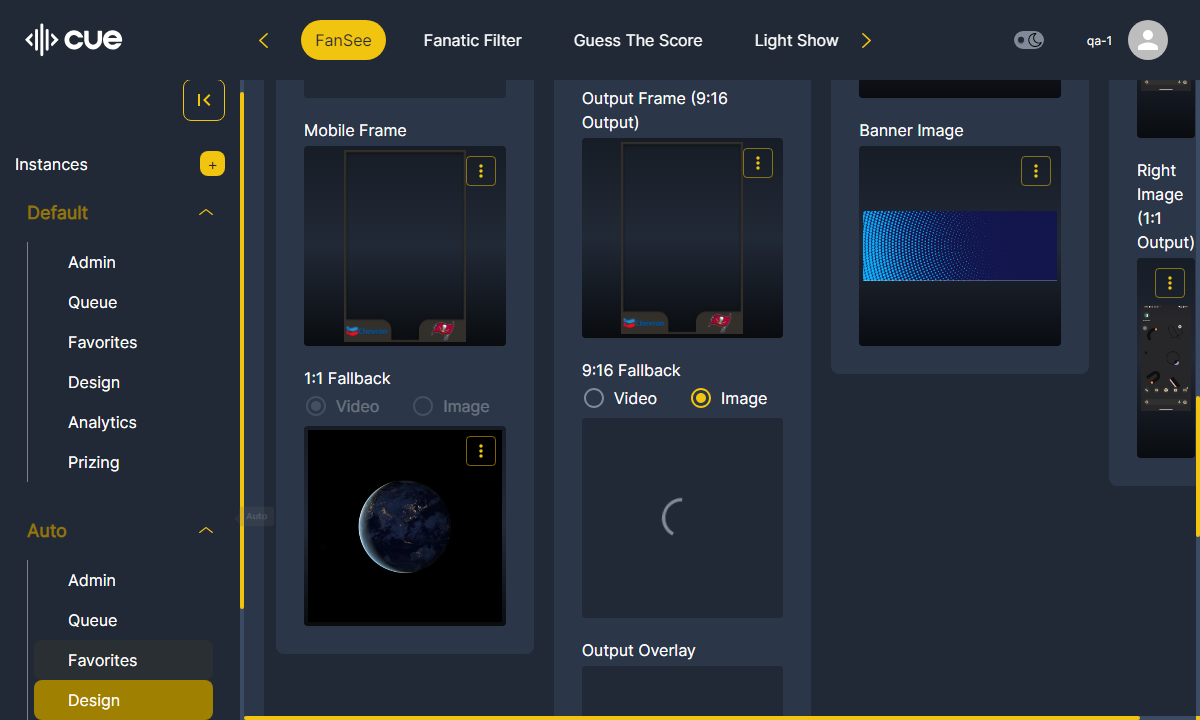 CUE
FanSee
Fanatic Filter
Guess The Score
Light Show
qa-1
Instances
+
Default
Admin
Queue
Favorites
Design
Analytics
Prizing
Auto
Admin
Queue
Favorites
Design
Auto
Mobile Frame
1:1 Fallback
Video
Image
Output Frame (9:16
Output)
9:16 Fallback
Video
Image
Output Overlay
Banner Image
Right
Image
(1:1
Output)